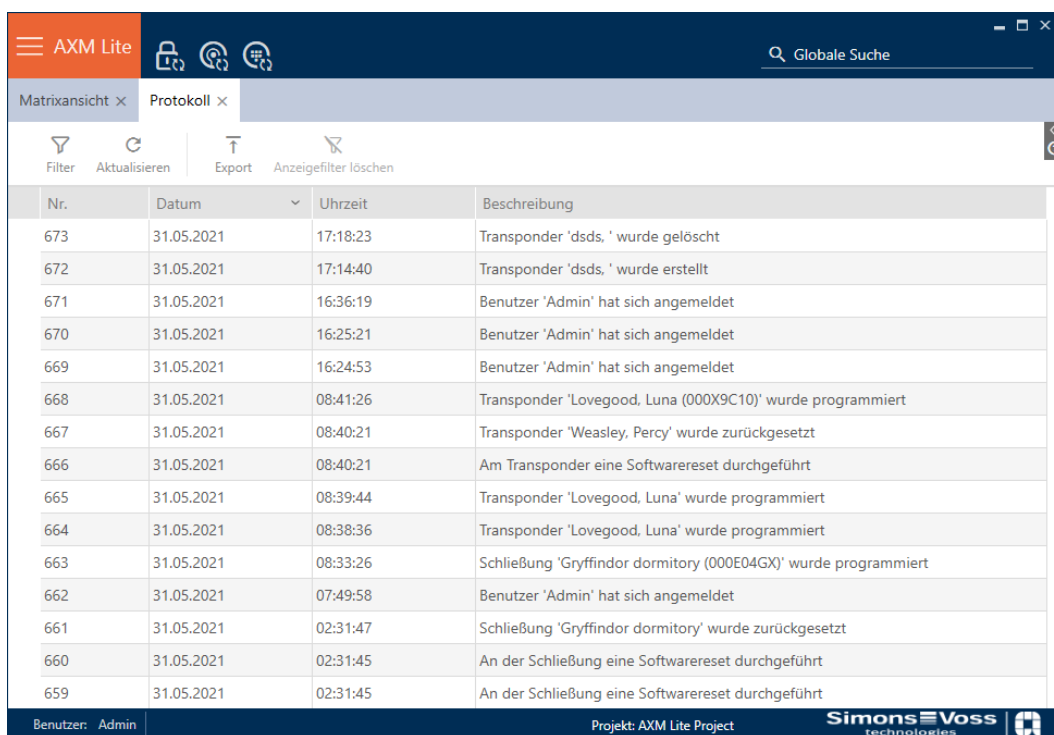 AXM Lite
Globale Suche
Matrixansicht
Protokoll
Filter
Aktualisieren
Export
Anzeigefilter löschen
Nr. Datum Uhrzeit Beschreibung
673 31.05.2021 17:18:23 Transponder 'dsds, ' wurde gelöscht
672 31.05.2021 17:14:40 Transponder 'dsds, ' wurde erstellt
671 31.05.2021 16:36:19 Benutzer 'Admin' hat sich angemeldet
670 31.05.2021 16:25:21 Benutzer 'Admin' hat sich angemeldet
669 31.05.2021 16:24:53 Benutzer 'Admin' hat sich angemeldet
668 31.05.2021 08:41:26 Transponder 'Lovegood, Luna (000X9C10)' wurde programmiert
667 31.05.2021 08:40:21 Transponder 'Weasley, Percy' wurde zurückgesetzt
666 31.05.2021 08:40:21 Am Transponder eine Softwarereset durchgeführt
665 31.05.2021 08:39:44 Transponder 'Lovegood, Luna' wurde programmiert
664 31.05.2021 08:38:36 Transponder 'Lovegood, Luna' wurde programmiert
663 31.05.2021 08:33:26 Schließung 'Gryffindor dormitory (000E04GX)' wurde programmiert
662 31.05.2021 07:49:58 Benutzer 'Admin' hat sich angemeldet
661 31.05.2021 02:31:47 Schließung 'Gryffindor dormitory' wurde zurückgesetzt
660 31.05.2021 02:31:45 An der Schließung eine Softwarereset durchgeführt
659 31.05.2021 02:31:45 An der Schließung eine Softwarereset durchgeführt
Benutzer: Admin
Projekt: AXM Lite Project
Simons Voss
technologies